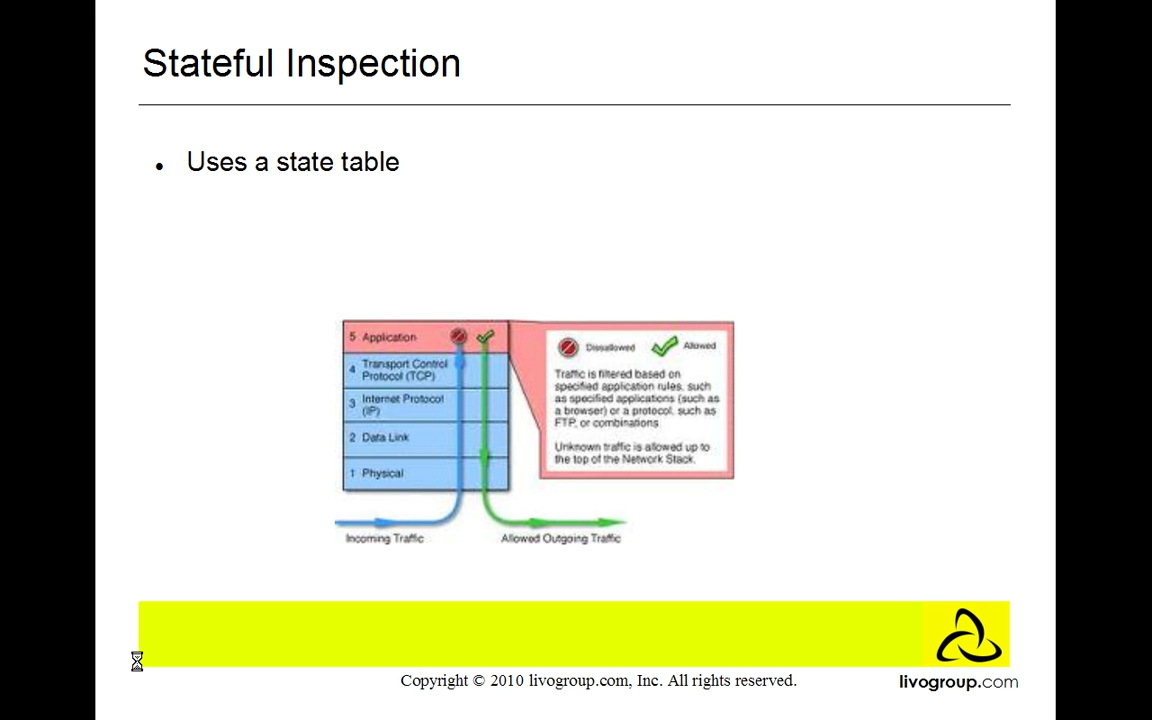 Stateful Inspection
• Uses a state table
5 Application
4 Transport Control
Protocol (TCP)
3 Internet Protocol
(IP)
2 Data Link
1 Physical
Incoming Traffic
Allowed Outgoing Traffic
Dissallowed
Allowed
Traffic is filtered based on
specified application rules, such
as specified applications (such as
a browser) or a protocol, such as
FTP, or combinations
Unknown traffic is allowed up to
the top of the Network Stack.
livogroup.com
Copyright © 2010 livogroup.com, Inc. All rights reserved.